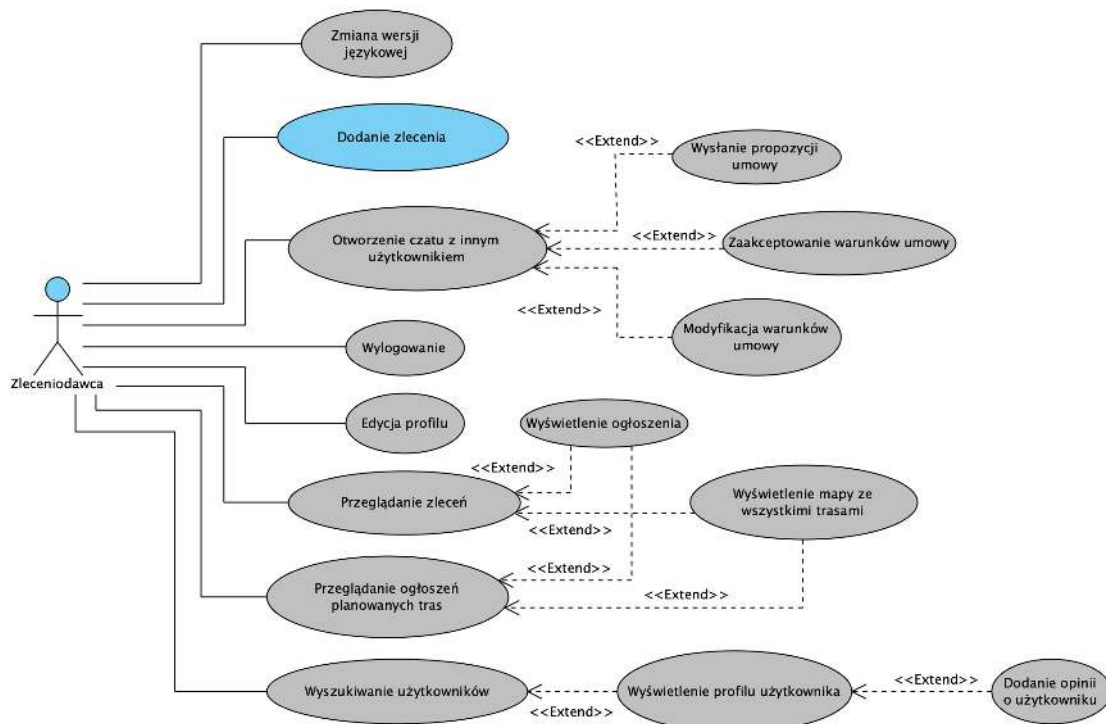 Zmiana wersji
językowej
Dodanie zlecenia
<<Extend>>
Wysłanie propozycji
umowy
Otworzenie czatu z innym
użytkownikiem
<<Extend>>
Zaakceptowanie warunków umowy
<<Extend>>
Modyfikacja warunków
umowy
Zleceniodawca
Wylogowanie
Edycja profilu
Wyświetlenie ogłoszenia
<<Extend>>
Przeglądanie zleceń
<<Extend>>
Wyświetlenie mapy ze
wszystkimi trasami
<<Extend>>
Przeglądanie ogłoszeń
planowanych tras
<<Extend>>
Wyszukiwanie użytkowników
<<Extend>>
Wyświetlenie profilu użytkownika
<<Extend>>
Dodanie opinii
o użytkowniku